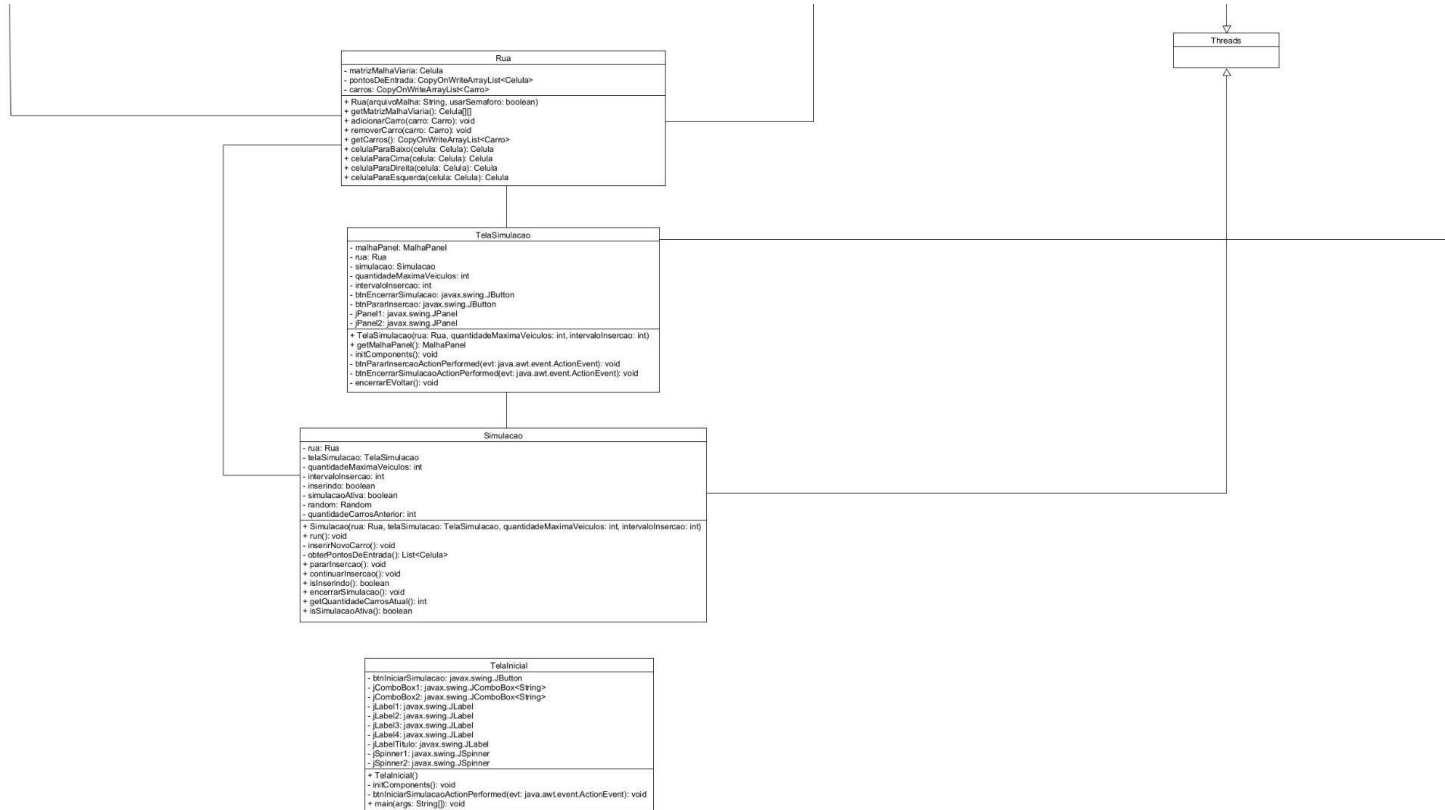 Threads
Rua
- matrizMalhaViaria: Celula
- pontosDeEntrada: CopyOnWriteArrayList<Celula>
- carros: CopyOnWriteArrayList<Carro>
+ Rua(arquivoMalha: String, usarSemaforo: boolean)
+ getMatrizMalhaViaria(): Celula[][]
+ adicionarCarro(carro: Carro): void
+ removerCarro(carro: Carro): void
+ getCarros(): CopyOnWriteArrayList<Carro>
+ celulaParaBaixo(celula: Celula): Celula
+ celulaParaCima(celula: Celula): Celula
+ celulaParaDireita(celula: Celula): Celula
+ celulaParaEsquerda(celula: Celula): Celula
TelaSimulacao
- malhaPanel: MalhaPanel
- rua: Rua
- simulacao: Simulacao
- quantidadeMaximaVeiculos: int
- intervaloInsercao: int
- btnEncerrarSimulacao: javax.swing.JButton
- btnPararInsercao: javax.swing.JButton
- jPanel1: javax.swing.JPanel
- jPanel2: javax.swing.JPanel
+ TelaSimulacao(rua: Rua, quantidadeMaximaVeiculos: int, intervaloInsercao: int)
+ getMalhaPanel(): MalhaPanel
- initComponents(): void
- btnPararInsercaoActionPerformed(evt: java.awt.event.ActionEvent): void
- btnEncerrarSimulacaoActionPerformed(evt: java.awt.event.ActionEvent): void
- encerrarEVoltar(): void
Simulacao
- rua: Rua
- telaSimulacao: TelaSimulacao
- quantidadeMaximaVeiculos: int
- intervaloInsercao: int
- inserindo: boolean
- simulacaoAtiva: boolean
- random: Random
- quantidadeCarrosAnterior: int
+ Simulacao(rua: Rua, telaSimulacao: TelaSimulacao, quantidadeMaximaVeiculos: int, intervaloInsercao: int)
+ run(): void
- inserirNovoCarro(): void
- obterPontosDeEntrada(): List<Celula>
+ pararInsercao(): void
+ continuarInsercao(): void
+ isInserindo(): boolean
+ encerrarSimulacao(): void
+ getQuantidadeCarrosAtual(): int
+ isSimulacaoAtiva(): boolean
TelaInicial
- btnIniciarSimulacao: javax.swing.JButton
- jComboBox1: javax.swing.JComboBox<String>
- jComboBox2: javax.swing.JComboBox<String>
- jLabel1: javax.swing.JLabel
- jLabel2: javax.swing.JLabel
- jLabel3: javax.swing.JLabel
- jLabel4: javax.swing.JLabel
- jLabelTitulo: javax.swing.JLabel
- jSpinner1: javax.swing.JSpinner
- jSpinner2: javax.swing.JSpinner
+ TelaInicial()
- initComponents(): void
- btnIniciarSimulacaoActionPerformed(evt: java.awt.event.ActionEvent): void
+ main(args: String[]): void